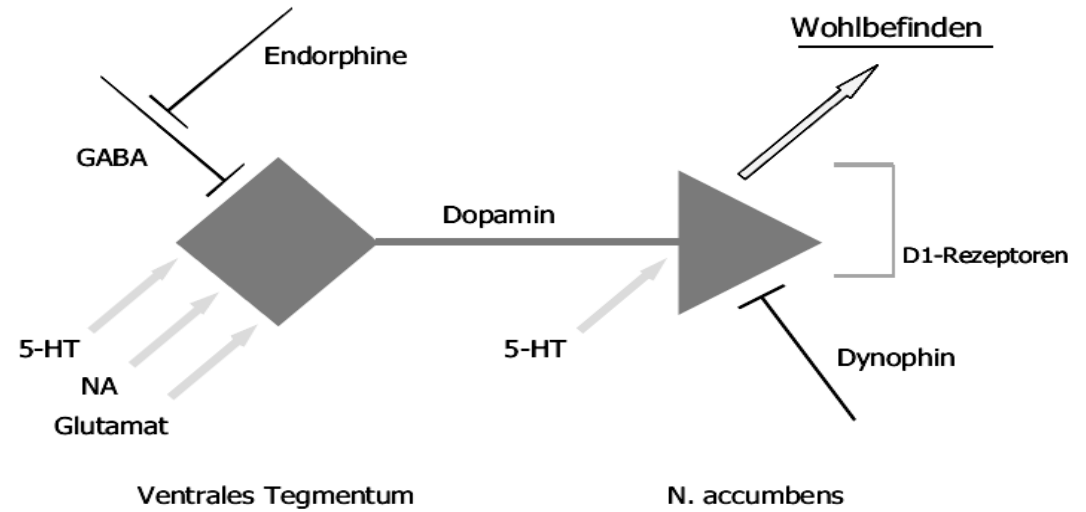 Wohlbefinden
Endorphine
GABA
Dopamin
D1-Rezeptoren
5-HT
NA
Glutamat
5-HT
Dynophin
Ventrales Tegmentum
N. accumbens